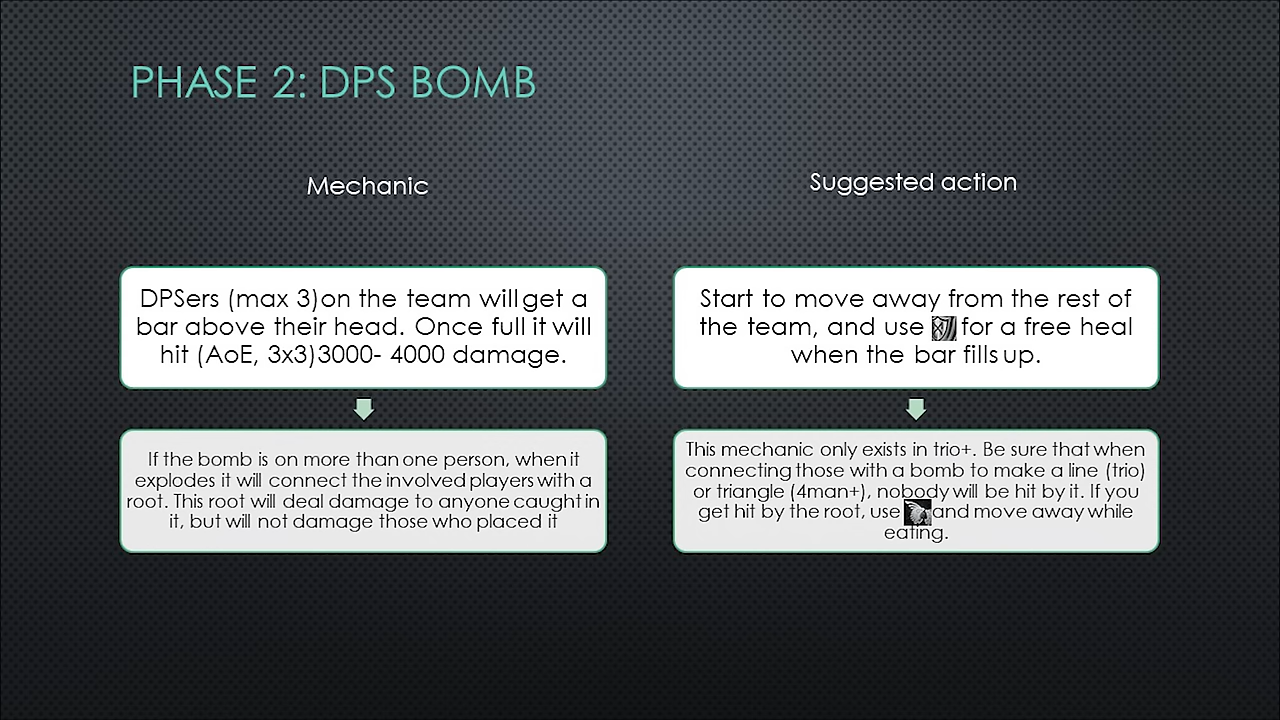 PHASE 2: DPS BOMB
Mechanic
Suggested action
DPSers (max 3)on the team will get a
bar above their head. Once full it will
hit (AoE, 3x3)3000- 4000 damage.
Start to move away from the rest of
the team, and use for a free heal
when the bar fills up.
If the bomb is on more than one person, when it
explodes it will connect the involved players with a
root. This root will deal damage to anyone caught in
it, but will not damage those who placed it
This mechanic only exists in trio+. Be sure that when
connecting those with a bomb to make a line (trio)
or triangle (4man+), nobody will be hit by it. If you
get hit by the root, use and move away while
eating.